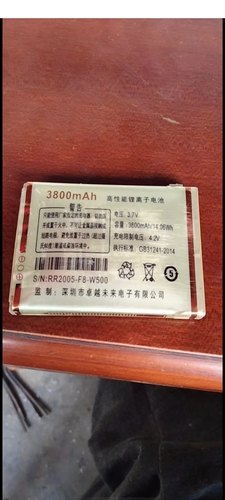 3800mAh 高性能锂离子电池
警告
电压: 3.7V
容量: 3800mAh/14.06Wh
充电限制电压: 4.2V
执行标准: GB31241-2014
S/N:RR2005-F8-W500
监制:深圳市卓越未来电子有限公司
5